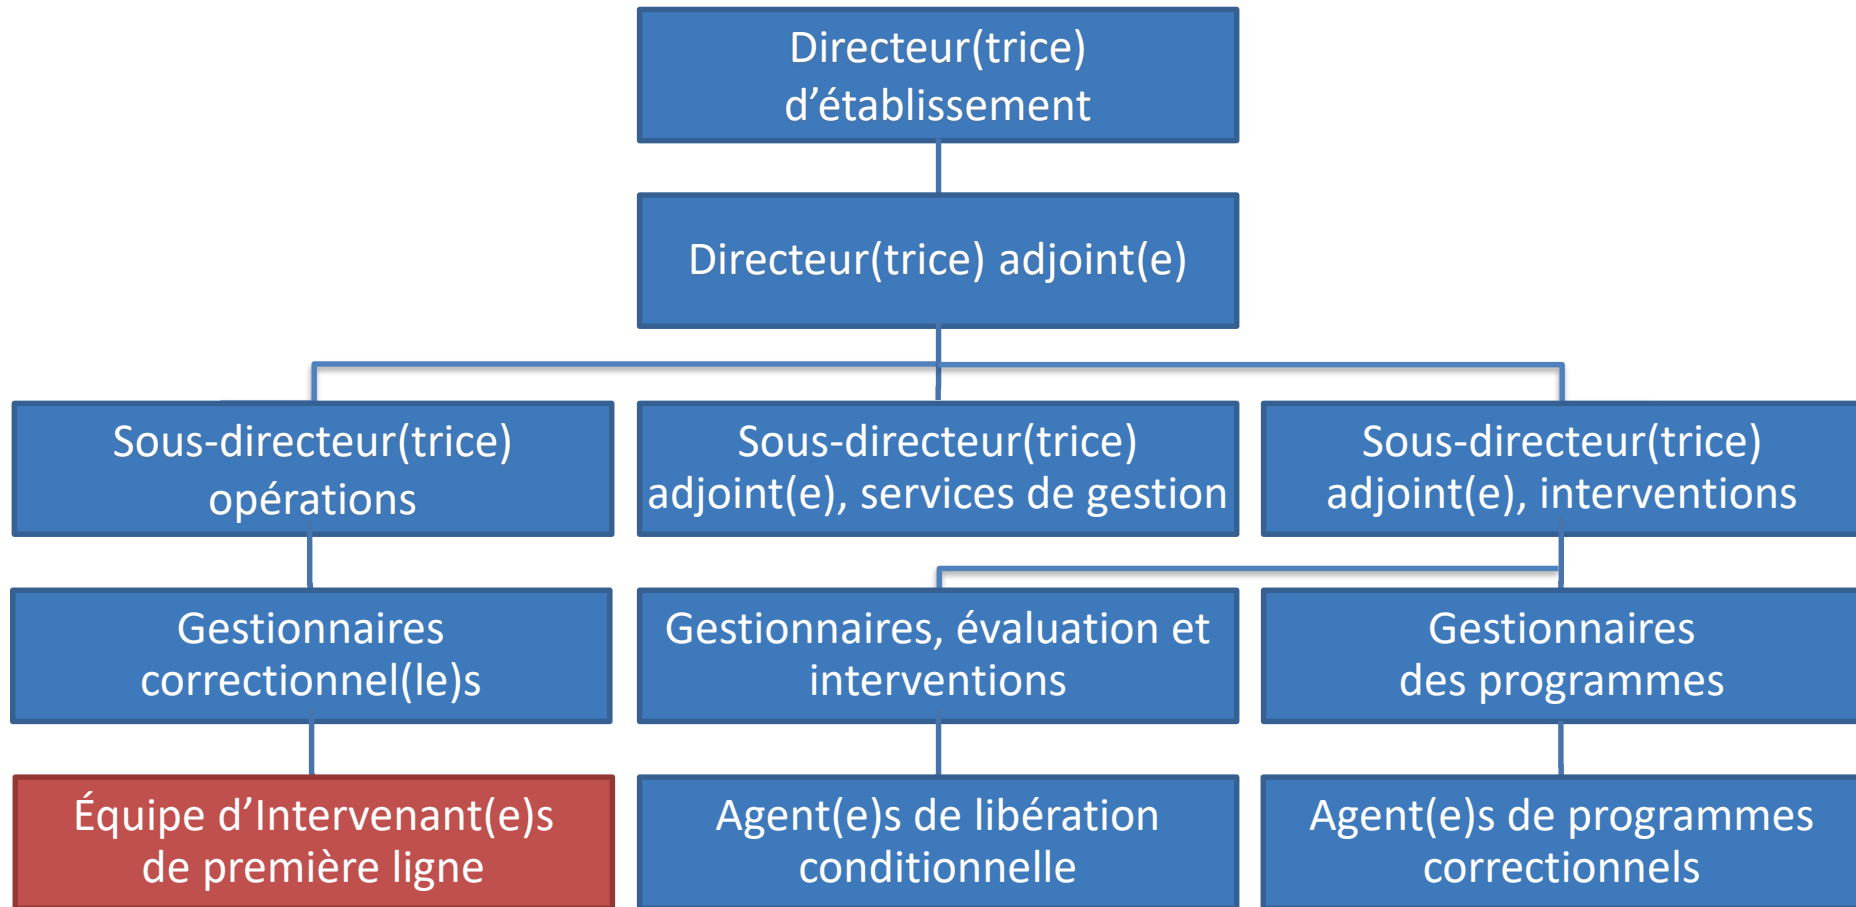 Directeur(trice)
d’établissement
Directeur(trice) adjoint(e)
Sous-directeur(trice)
opérations
Sous-directeur(trice)
adjoint(e), services de gestion
Sous-directeur(trice)
adjoint(e), interventions
Gestionnaires
correctionnel(le)s
Gestionnaires, évaluation et
interventions
Gestionnaires
des programmes
Équipe d’Intervenant(e)s
de première ligne
Agent(e)s de libération
conditionnelle
Agent(e)s de programmes
correctionnels